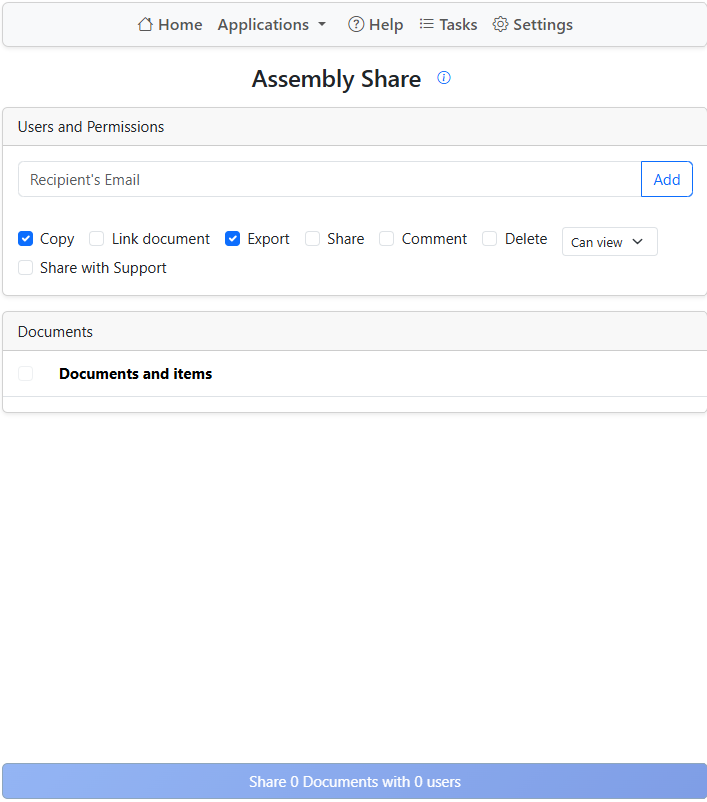 Home Applications Help Tasks Settings
Assembly Share
Users and Permissions
Recipient's Email Add
Copy Link document Export Share Comment Delete Can view
Share with Support
Documents
Documents and items
Share 0 Documents with 0 users